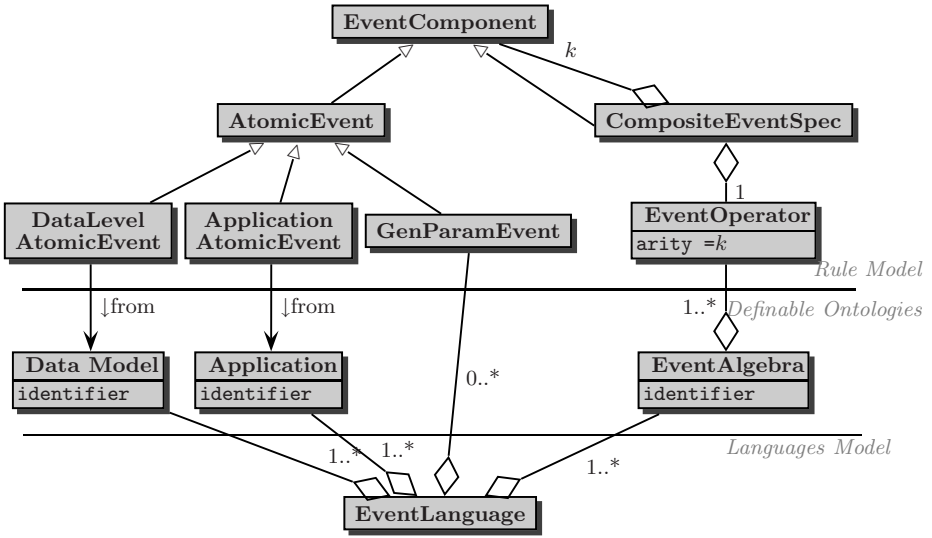 EventComponent
k
AtomicEvent
CompositeEventSpec
1
DataLevel
AtomicEvent
Application
AtomicEvent
GenParamEvent
EventOperator
arity =k
Rule Model
↓from
↓from
1..*
Definable Ontologies
Data Model
identifier
Application
identifier
0..*
EventAlgebra
identifier
Languages Model
1..*
1..*
1..*
EventLanguage